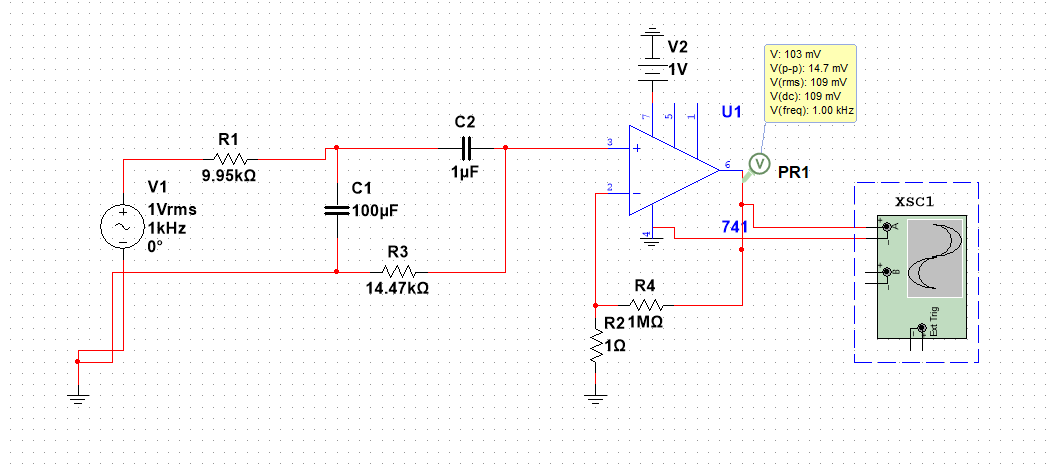 V2
1V
V: 103 mV
V(p-p): 14.7 mV
V(rms): 109 mV
V(dc): 109 mV
V(freq): 1.00 kHz
U1
7
5
1
R1
9.95kΩ
C2
1µF
3
+
6
V
PR1
V1
1Vrms
1kHz
0°
+
−
C1
100µF
2
−
4
741
XSC1
+
A
−
+
B
−
Ext Trig
+
−
R3
14.47kΩ
R4
1MΩ
R2
1Ω